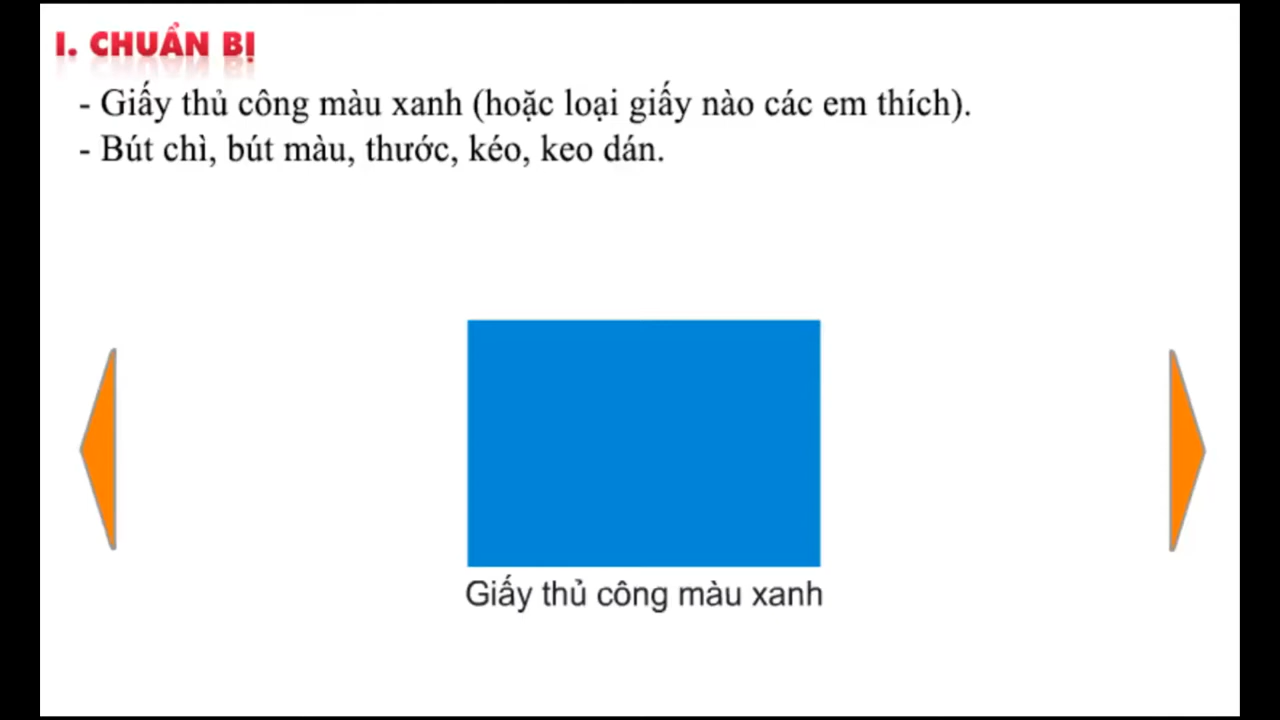 I. CHUẨN BỊ
- Giấy thủ công màu xanh (hoặc loại giấy nào các em thích).
- Bút chì, bút màu, thước, kéo, keo dán.
Giấy thủ công màu xanh